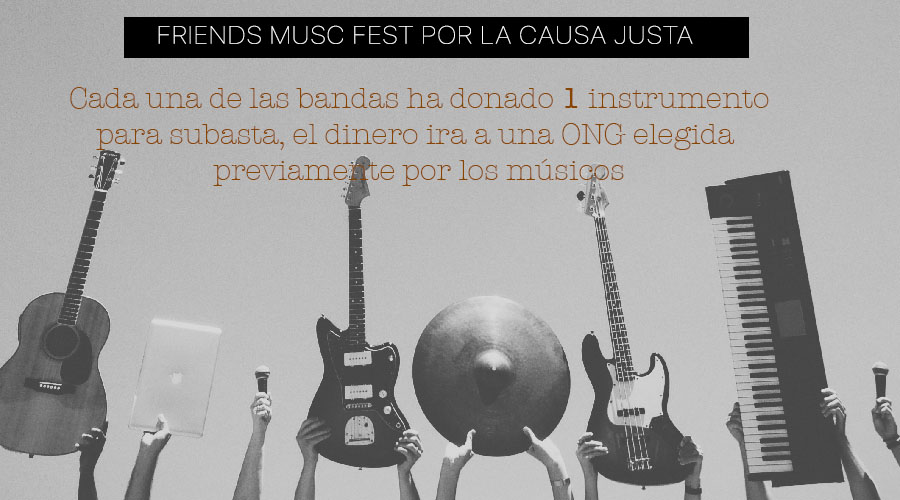 FRIENDS MUSC FEST POR LA CAUSA JUSTA
Cada una de las bandas ha donado 1 instrumento
para subasta, el dinero ira a una ONG elegida
previamente por los músicos